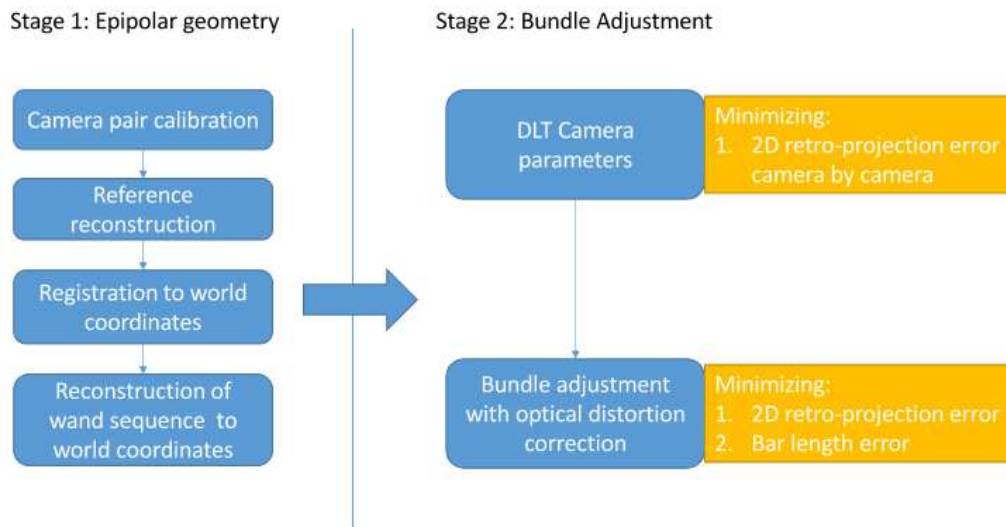 Stage 1: Epipolar geometry
Camera pair calibration
Reference
reconstruction
Registration to world
coordinates
Reconstruction of
wand sequence to
world coordinates
Stage 2: Bundle Adjustment
DLT Camera
parameters
Minimizing:
1. 2D retro-projection error
camera by camera
Bundle adjustment
with optical distortion
correction
Minimizing:
1. 2D retro-projection error
2. Bar length error